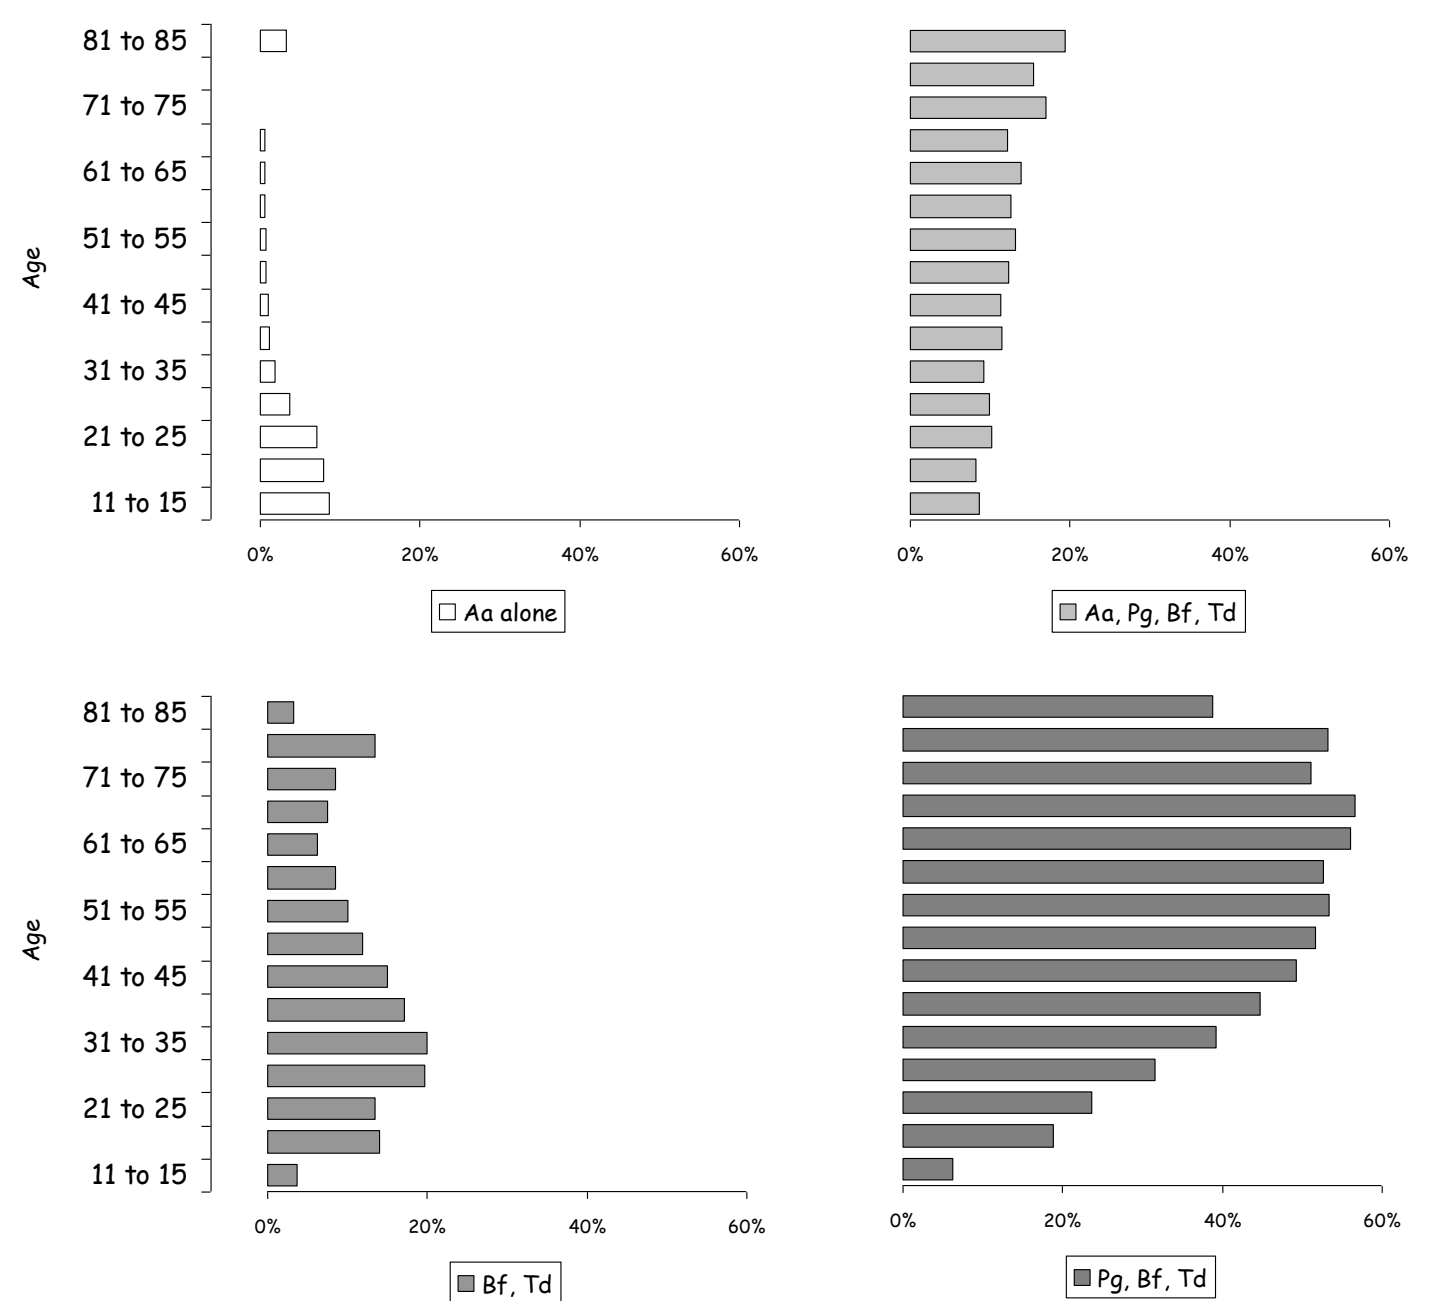 81 to 85
71 to 75
61 to 65
51 to 55
41 to 45
31 to 35
21 to 25
11 to 15
Age
0% 20% 40% 60%
Aa alone
0% 20% 40% 60%
Aa, Pg, Bf, Td
81 to 85
71 to 75
61 to 65
51 to 55
41 to 45
31 to 35
21 to 25
11 to 15
Age
0% 20% 40% 60%
Bf, Td
0% 20% 40% 60%
Pg, Bf, Td